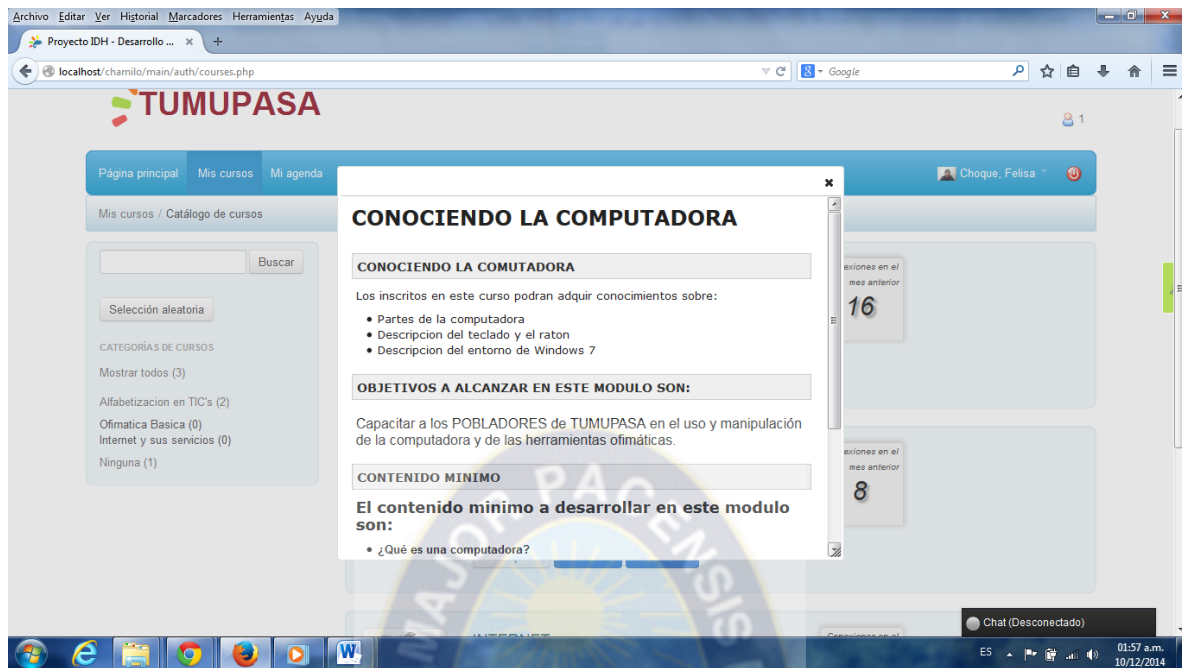 Archivo Editar Ver Historial Marcadores Herramientas Ayuda
Proyecto IDH - Desarrollo ... × +
localhost/chamilo/main/auth/courses.php
Google
TUMUPASA
1
Página principal Mis cursos Mi agenda
Choque, Felisa
Mis cursos / Catálogo de cursos
Buscar
Selección aleatoria
CATEGORÍAS DE CURSOS
Mostrar todos (3)
Alfabetizacion en TIC's (2)
Ofimatica Basica (0)
Internet y sus servicios (0)
Ninguna (1)
CONOCIENDO LA COMPUTADORA
CONOCIENDO LA COMUTADORA
Los inscritos en este curso podran adquir conocimientos sobre:
• Partes de la computadora
• Descripcion del teclado y el raton
• Descripcion del entorno de Windows 7
OBJETIVOS A ALCANZAR EN ESTE MODULO SON:
Capacitar a los POBLADORES de TUMUPASA en el uso y manipulación
de la computadora y de las herramientas ofimáticas.
CONTENIDO MINIMO
El contenido minimo a desarrollar en este modulo
son:
• ¿Qué es una computadora?
exiones en el
mes anterior
16
exiones en el
mes anterior
8
MAJOR PACENSIS
INTERNET
Chat (Desconectado)
ES
01:57 a.m.
10/12/2014